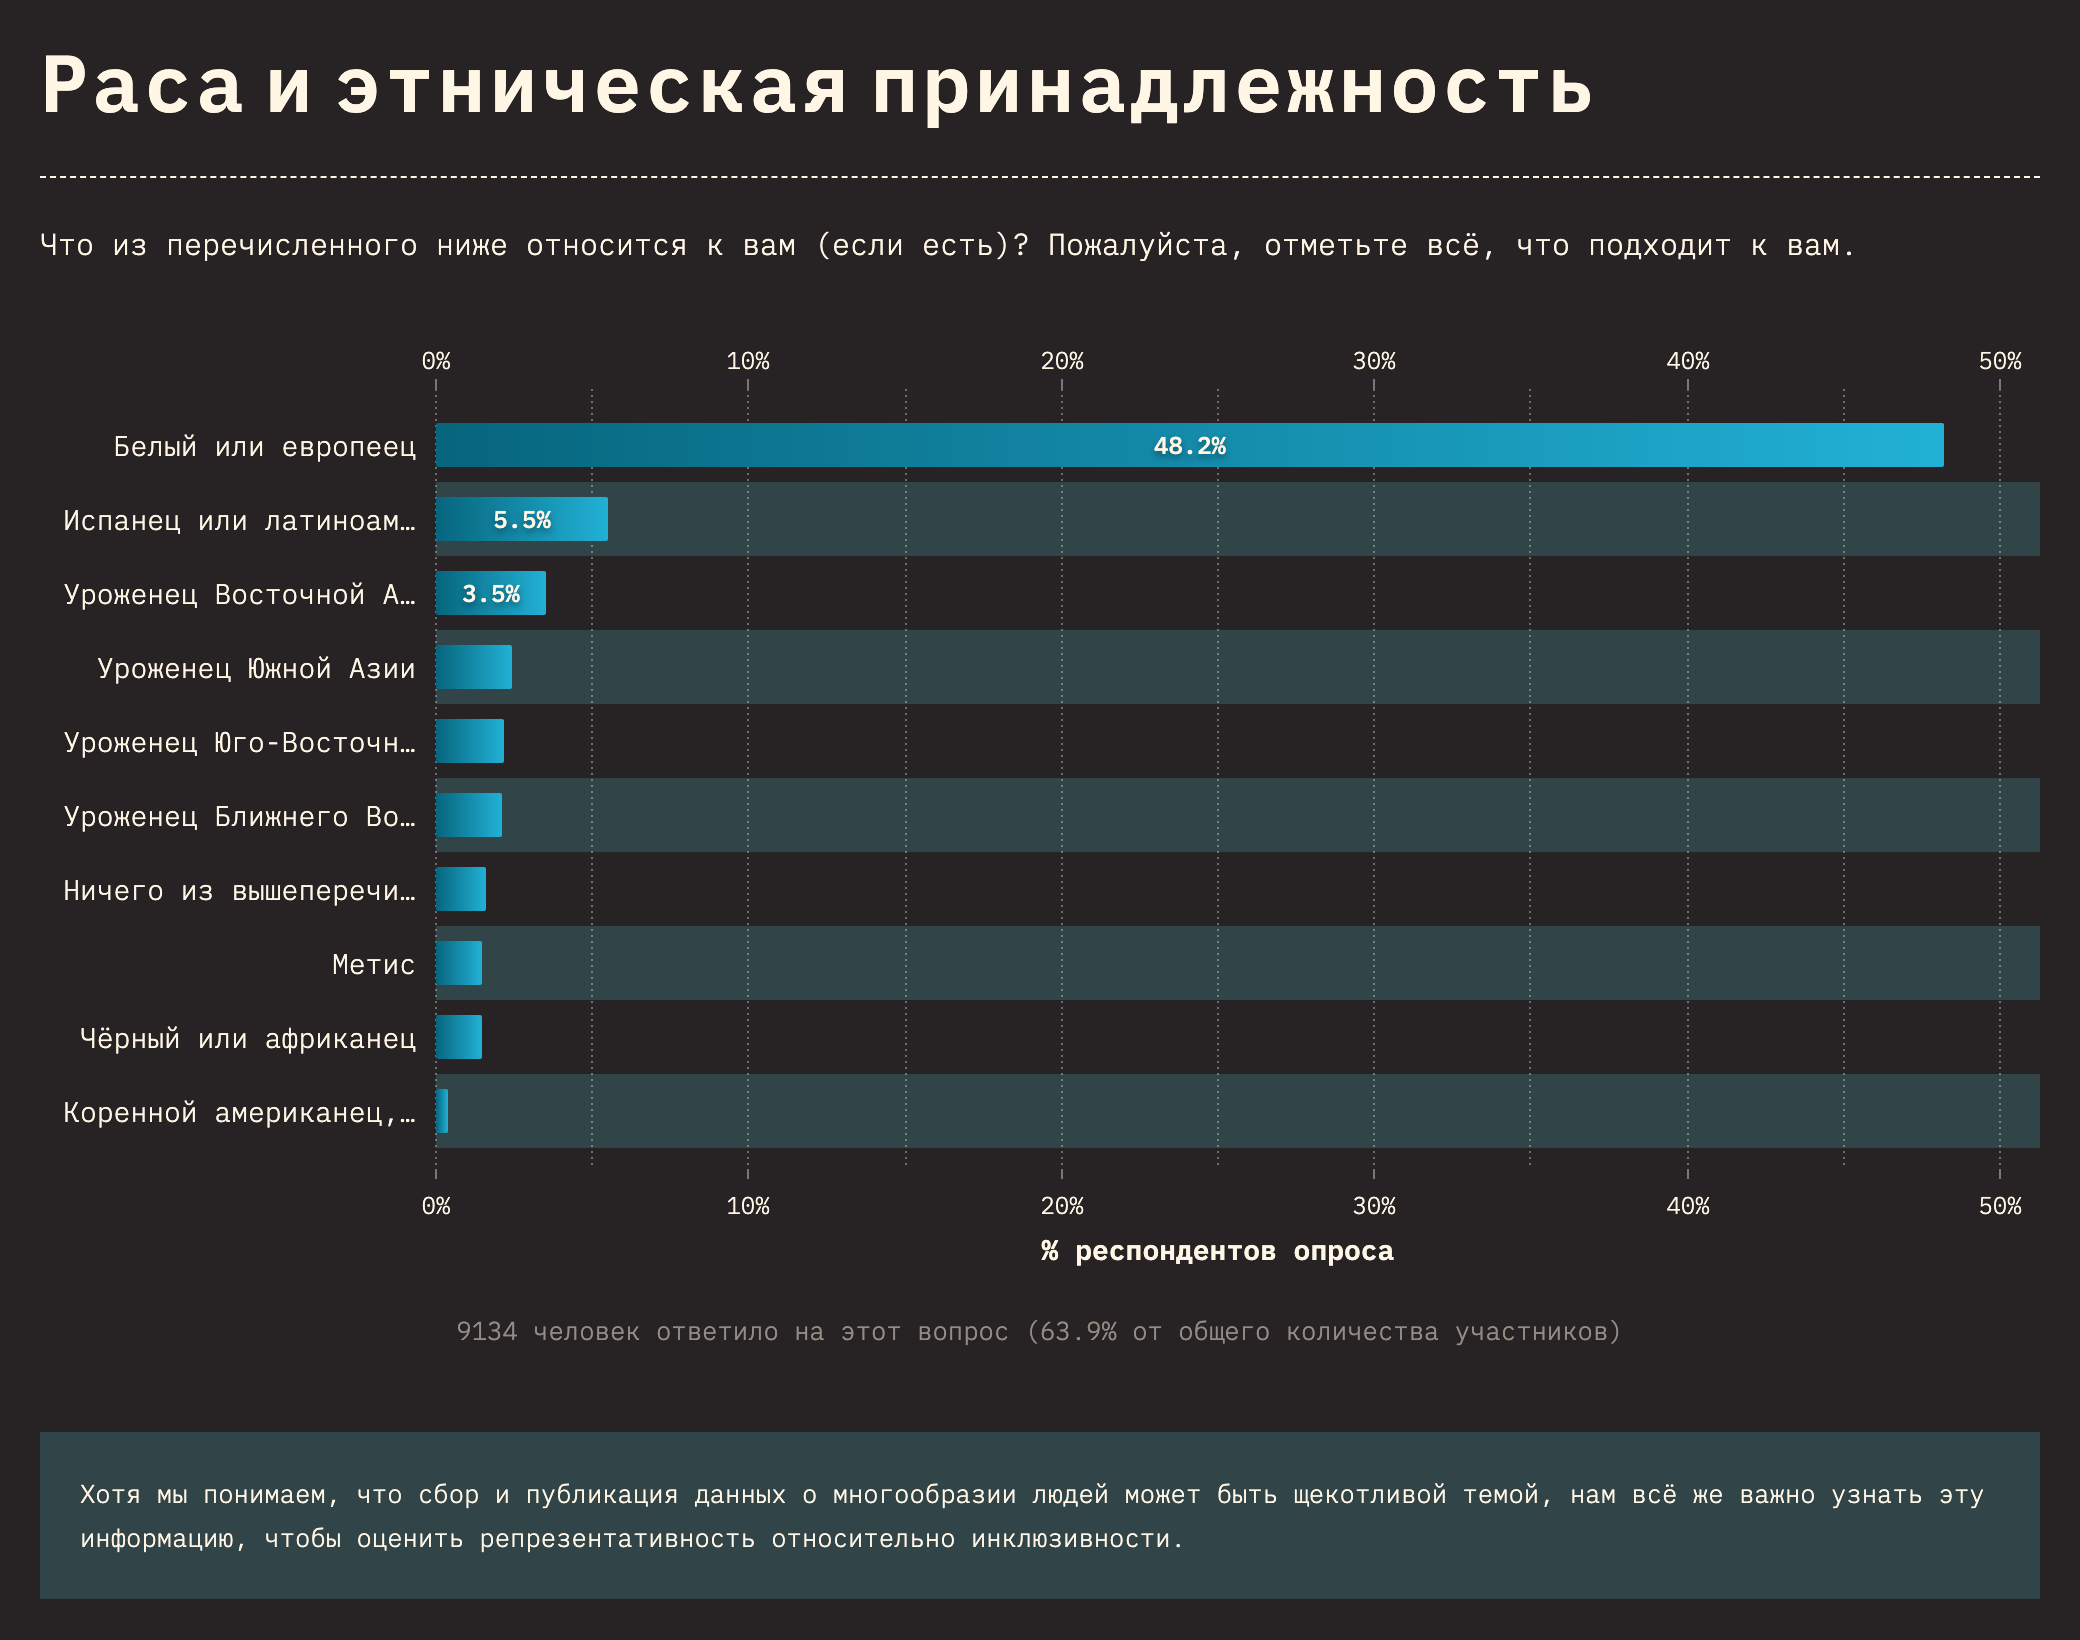 Раса и этническая принадлежность
Что из перечисленного ниже относится к вам (если есть)? Пожалуйста, отметьте всё, что подходит к вам.
0% 10% 20% 30% 40% 50%
Белый или европеец 48.2%
Испанец или латиноам… 5.5%
Уроженец Восточной А… 3.5%
Уроженец Южной Азии
Уроженец Юго-Восточн…
Уроженец Ближнего Во…
Ничего из вышеперечи…
Метис
Чёрный или африканец
Коренной американец,…
0% 10% 20% 30% 40% 50%
% респондентов опроса
9134 человек ответило на этот вопрос (63.9% от общего количества участников)
Хотя мы понимаем, что сбор и публикация данных о многообразии людей может быть щекотливой темой, нам всё же важно узнать эту
информацию, чтобы оценить репрезентативность относительно инклюзивности.